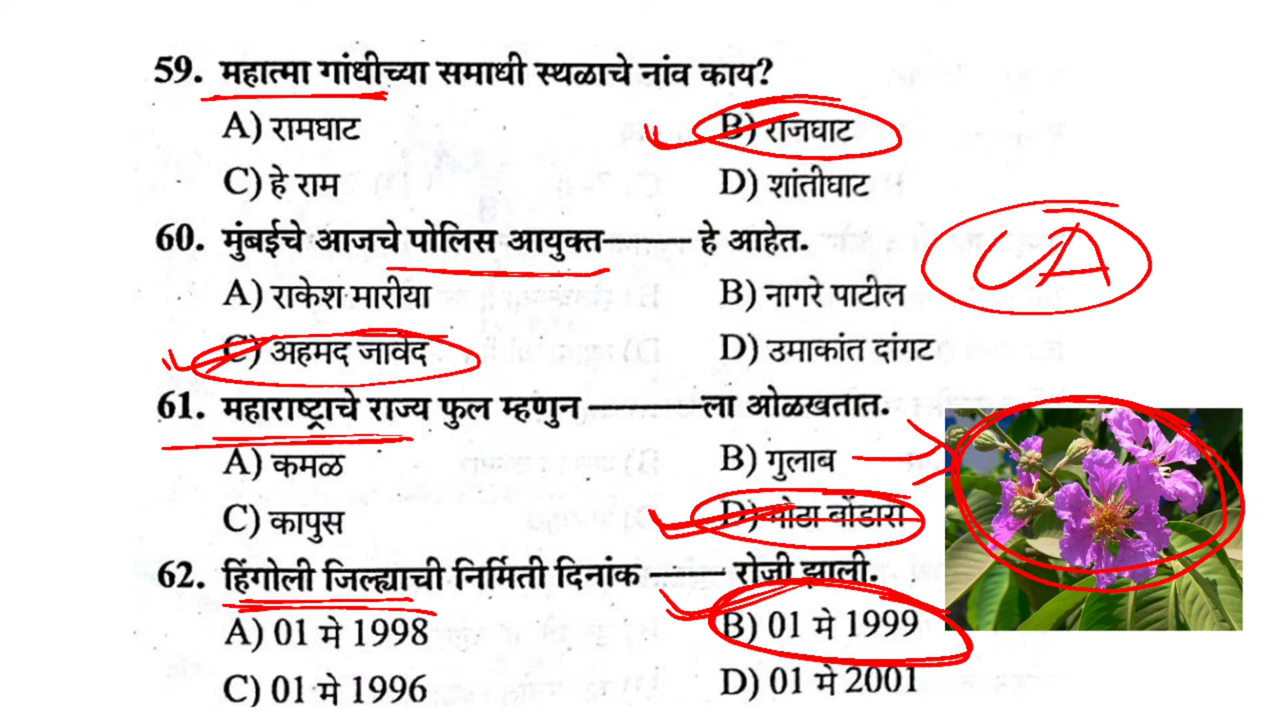 59. महात्मा गांधीच्या समाधी स्थळाचे नांव काय?
A) रामघाट B) राजघाट
C) हे राम D) शांतीघाट
60. मुंबईचे आजचे पोलिस आयुक्त —— हे आहेत.
CA
A) राकेश मारीया B) नागरे पाटील
C) अहमद जावेद D) उमाकांत दांगट
61. महाराष्ट्राचे राज्य फुल म्हणुन ——ला ओळखतात.
A) कमळ B) गुलाब
C) कापुस D) मोठा बोंडारा
62. हिंगोली जिल्ह्याची निर्मिती दिनांक —— रोजी झाली.
A) 01 मे 1998 B) 01 मे 1999
C) 01 मे 1996 D) 01 मे 2001